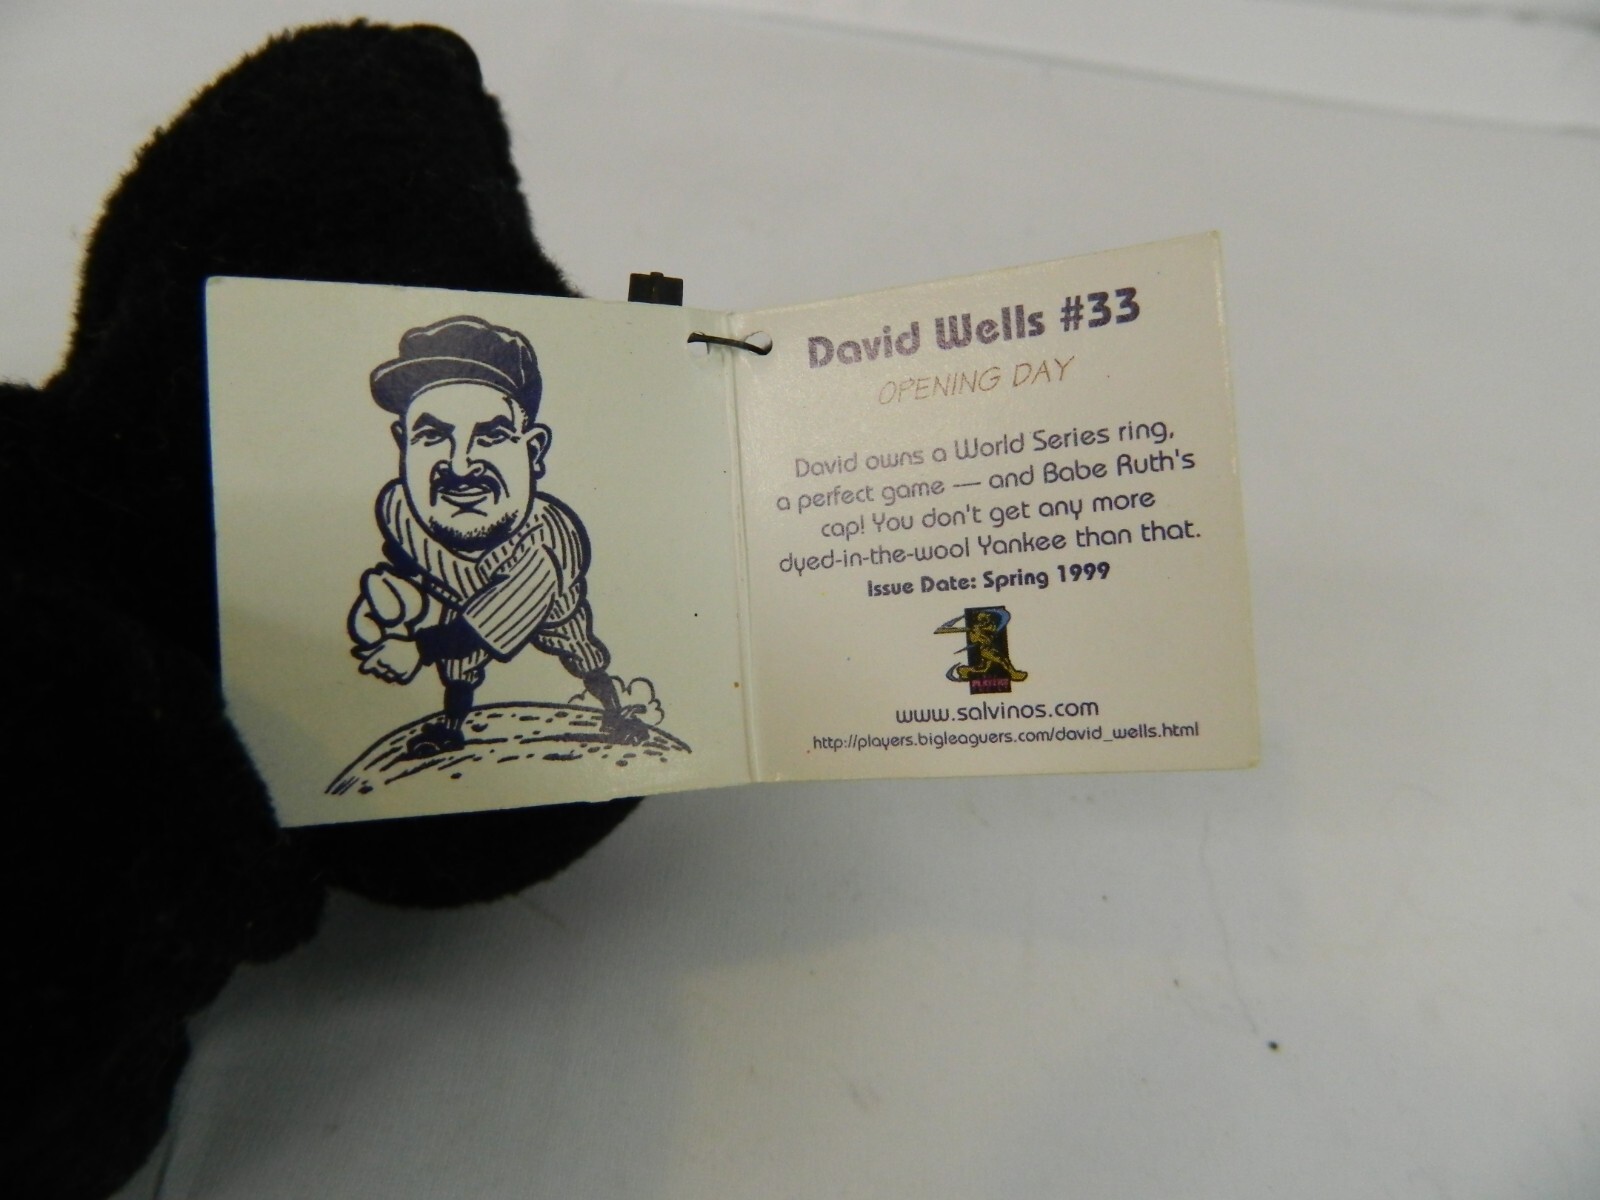 David Wells #33
OPENING DAY
David owns a World Series ring,
a perfect game — and Babe Ruth's
cap! You don't get any more
dyed-in-the-wool Yankee than that.
Issue Date: Spring 1999
www.salvinos.com
http://players.bigleaguers.com/david_wells.html